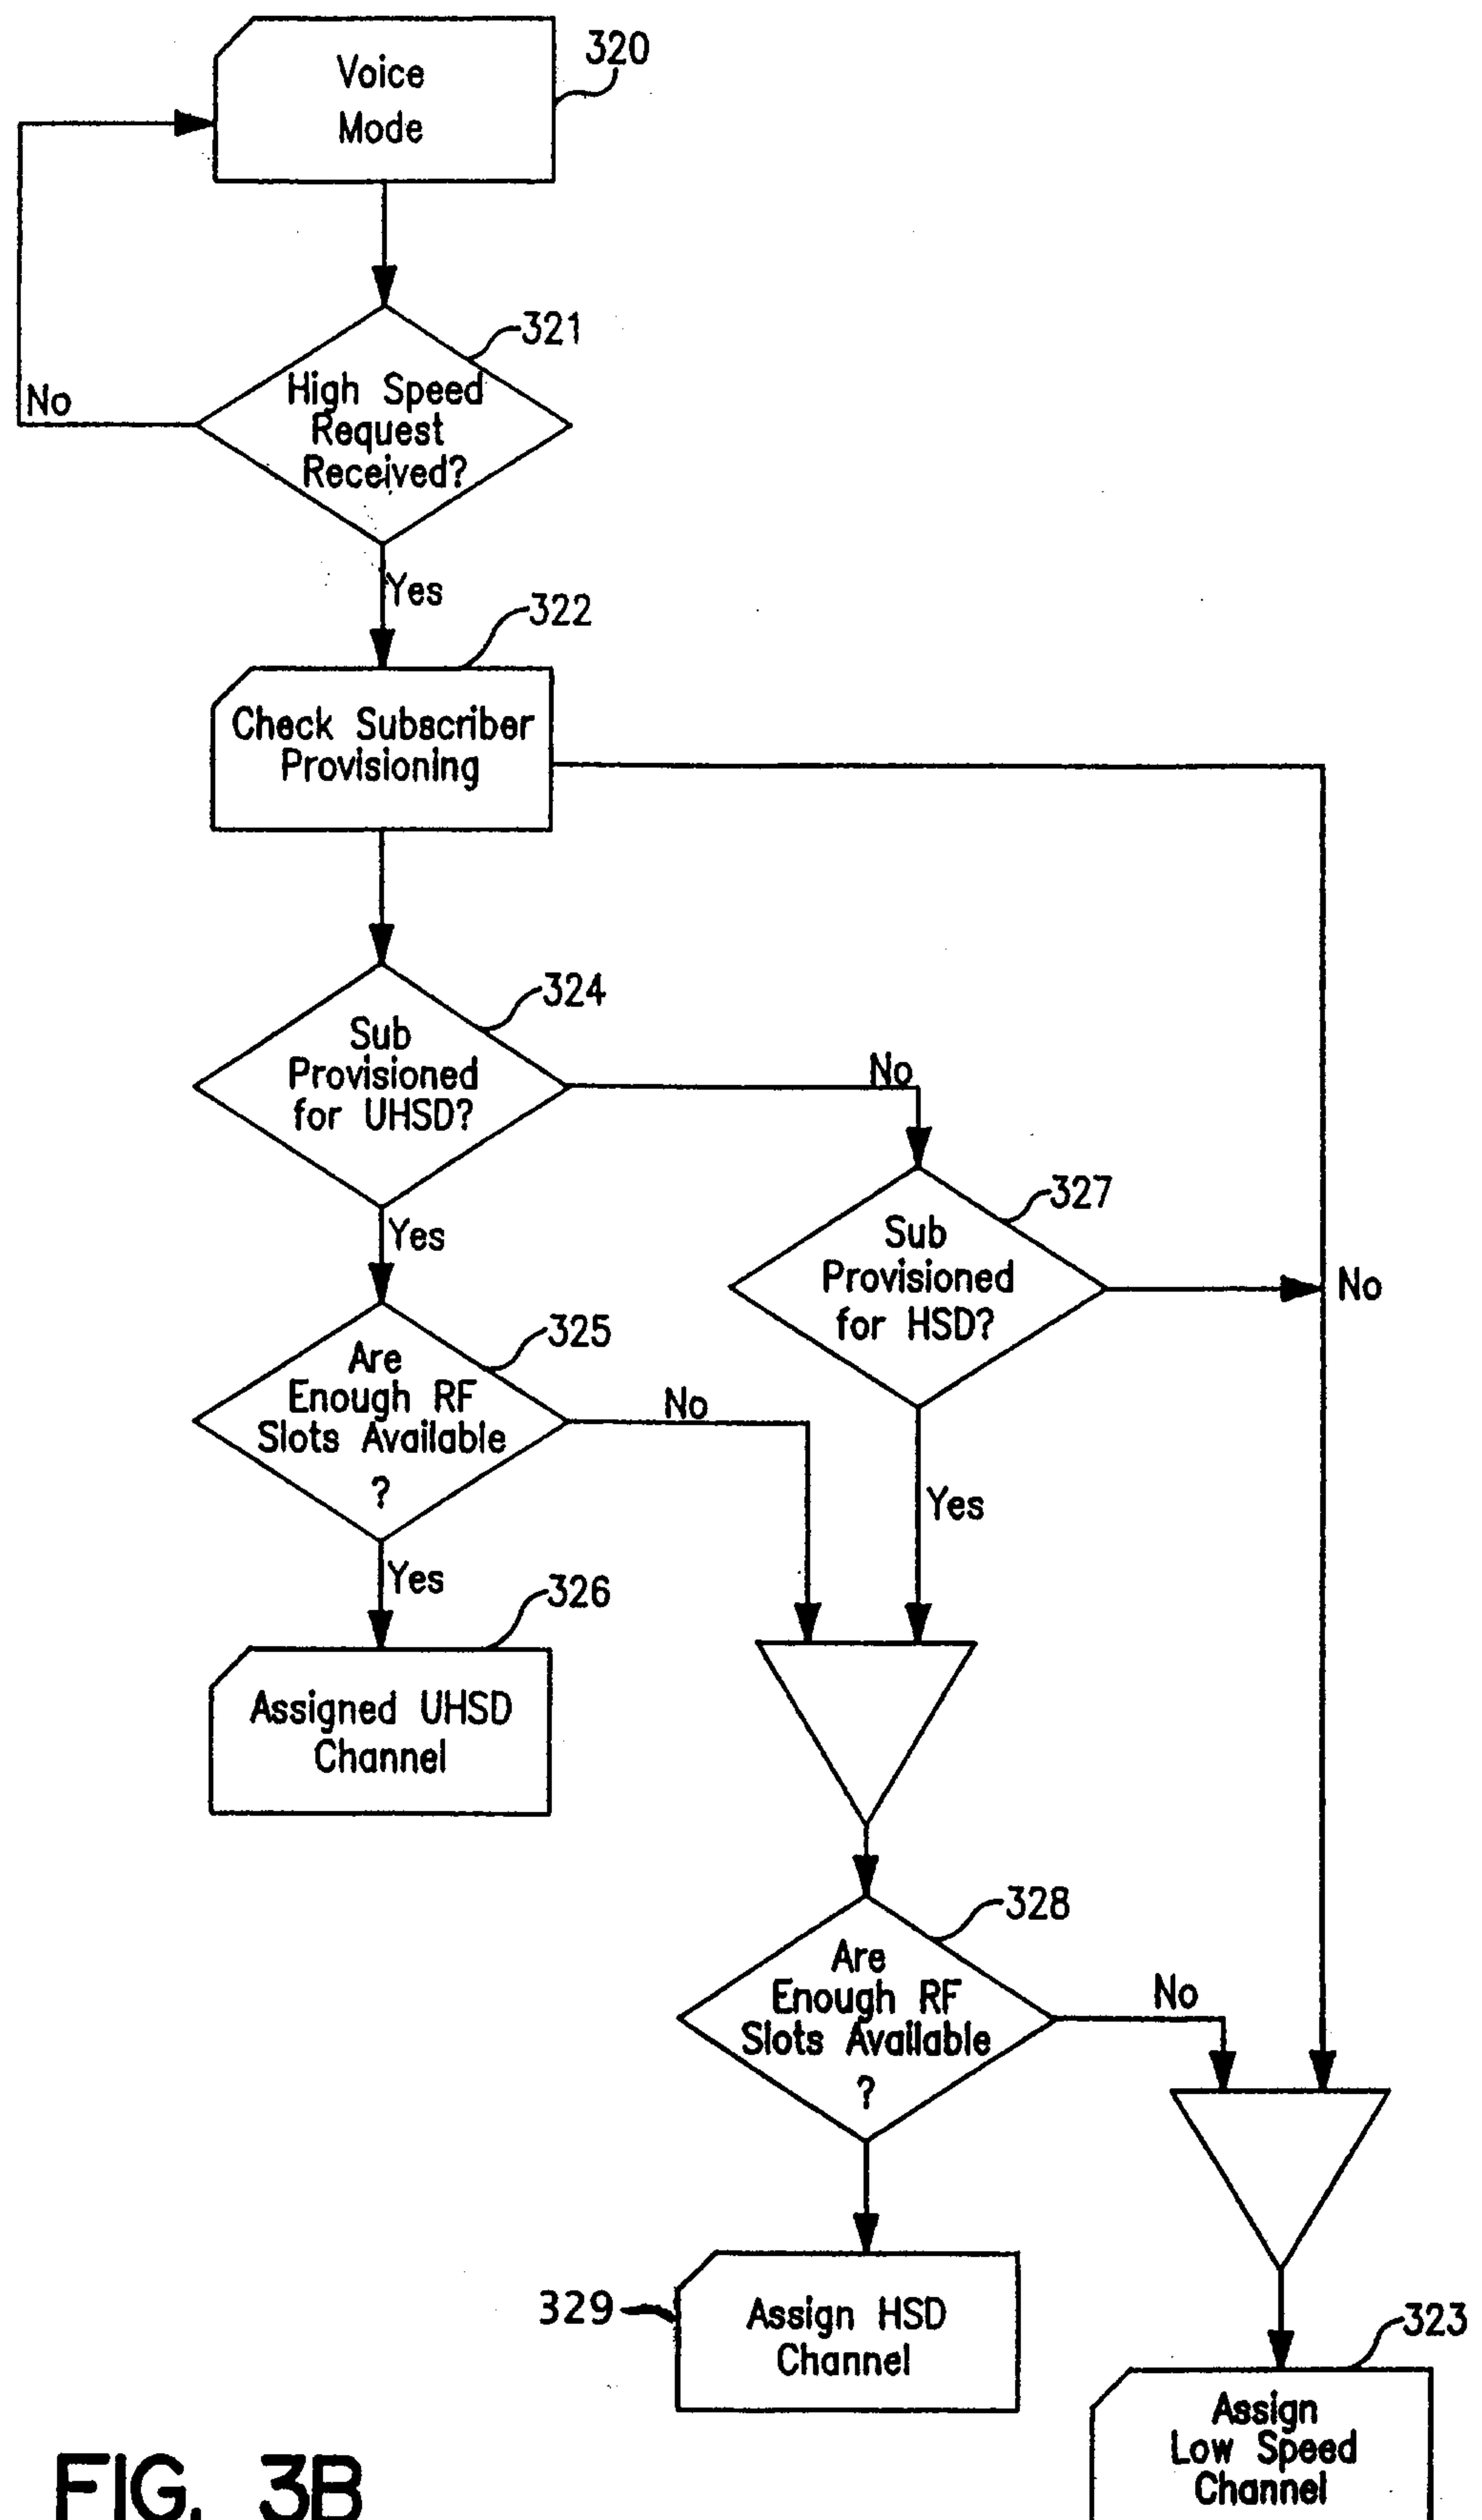 Voice
Mode
320
321
High Speed
Request
Received?
No
Yes
322
Check Subscriber
Provisioning
324
Sub
Provisioned
for UHSD?
No
327
Sub
Provisioned
for HSD?
No
Yes
325
Are
Enough RF
Slots Available
?
No
Yes
Yes
326
Assigned UHSD
Channel
328
Are
Enough RF
Slots Available
?
No
329
Assign HSD
Channel
323
Assign
Low Speed
Channel
FIG. 3B